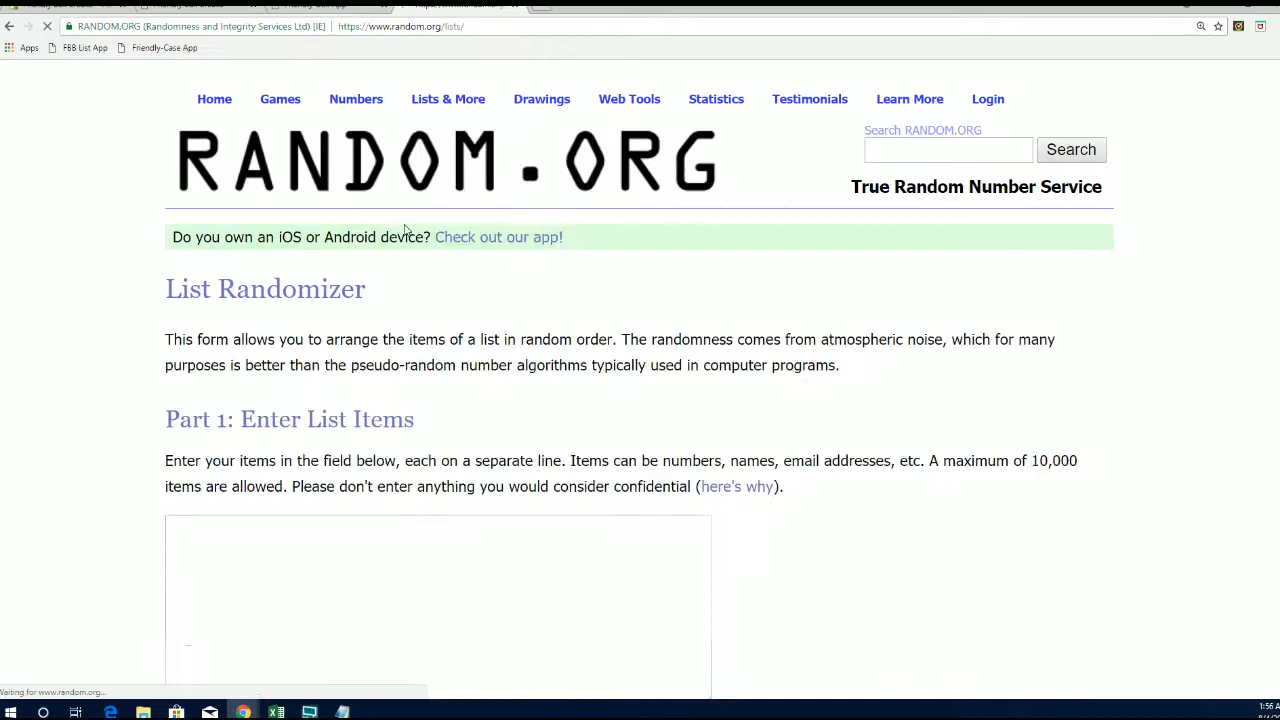 RANDOM.ORG (Randomness and Integrity Services Ltd) [IE] | https://www.random.org/lists/
Apps FBB List App Friendly-Case App
Home Games Numbers Lists & More Drawings Web Tools Statistics Testimonials Learn More Login
RANDOM.ORG
Search RANDOM.ORG
Search
True Random Number Service
Do you own an iOS or Android device? Check out our app!
List Randomizer
This form allows you to arrange the items of a list in random order. The randomness comes from atmospheric noise, which for many
purposes is better than the pseudo-random number algorithms typically used in computer programs.
Part 1: Enter List Items
Enter your items in the field below, each on a separate line. Items can be numbers, names, email addresses, etc. A maximum of 10,000
items are allowed. Please don't enter anything you would consider confidential (here's why).
Waiting for www.random.org...
1:56 A